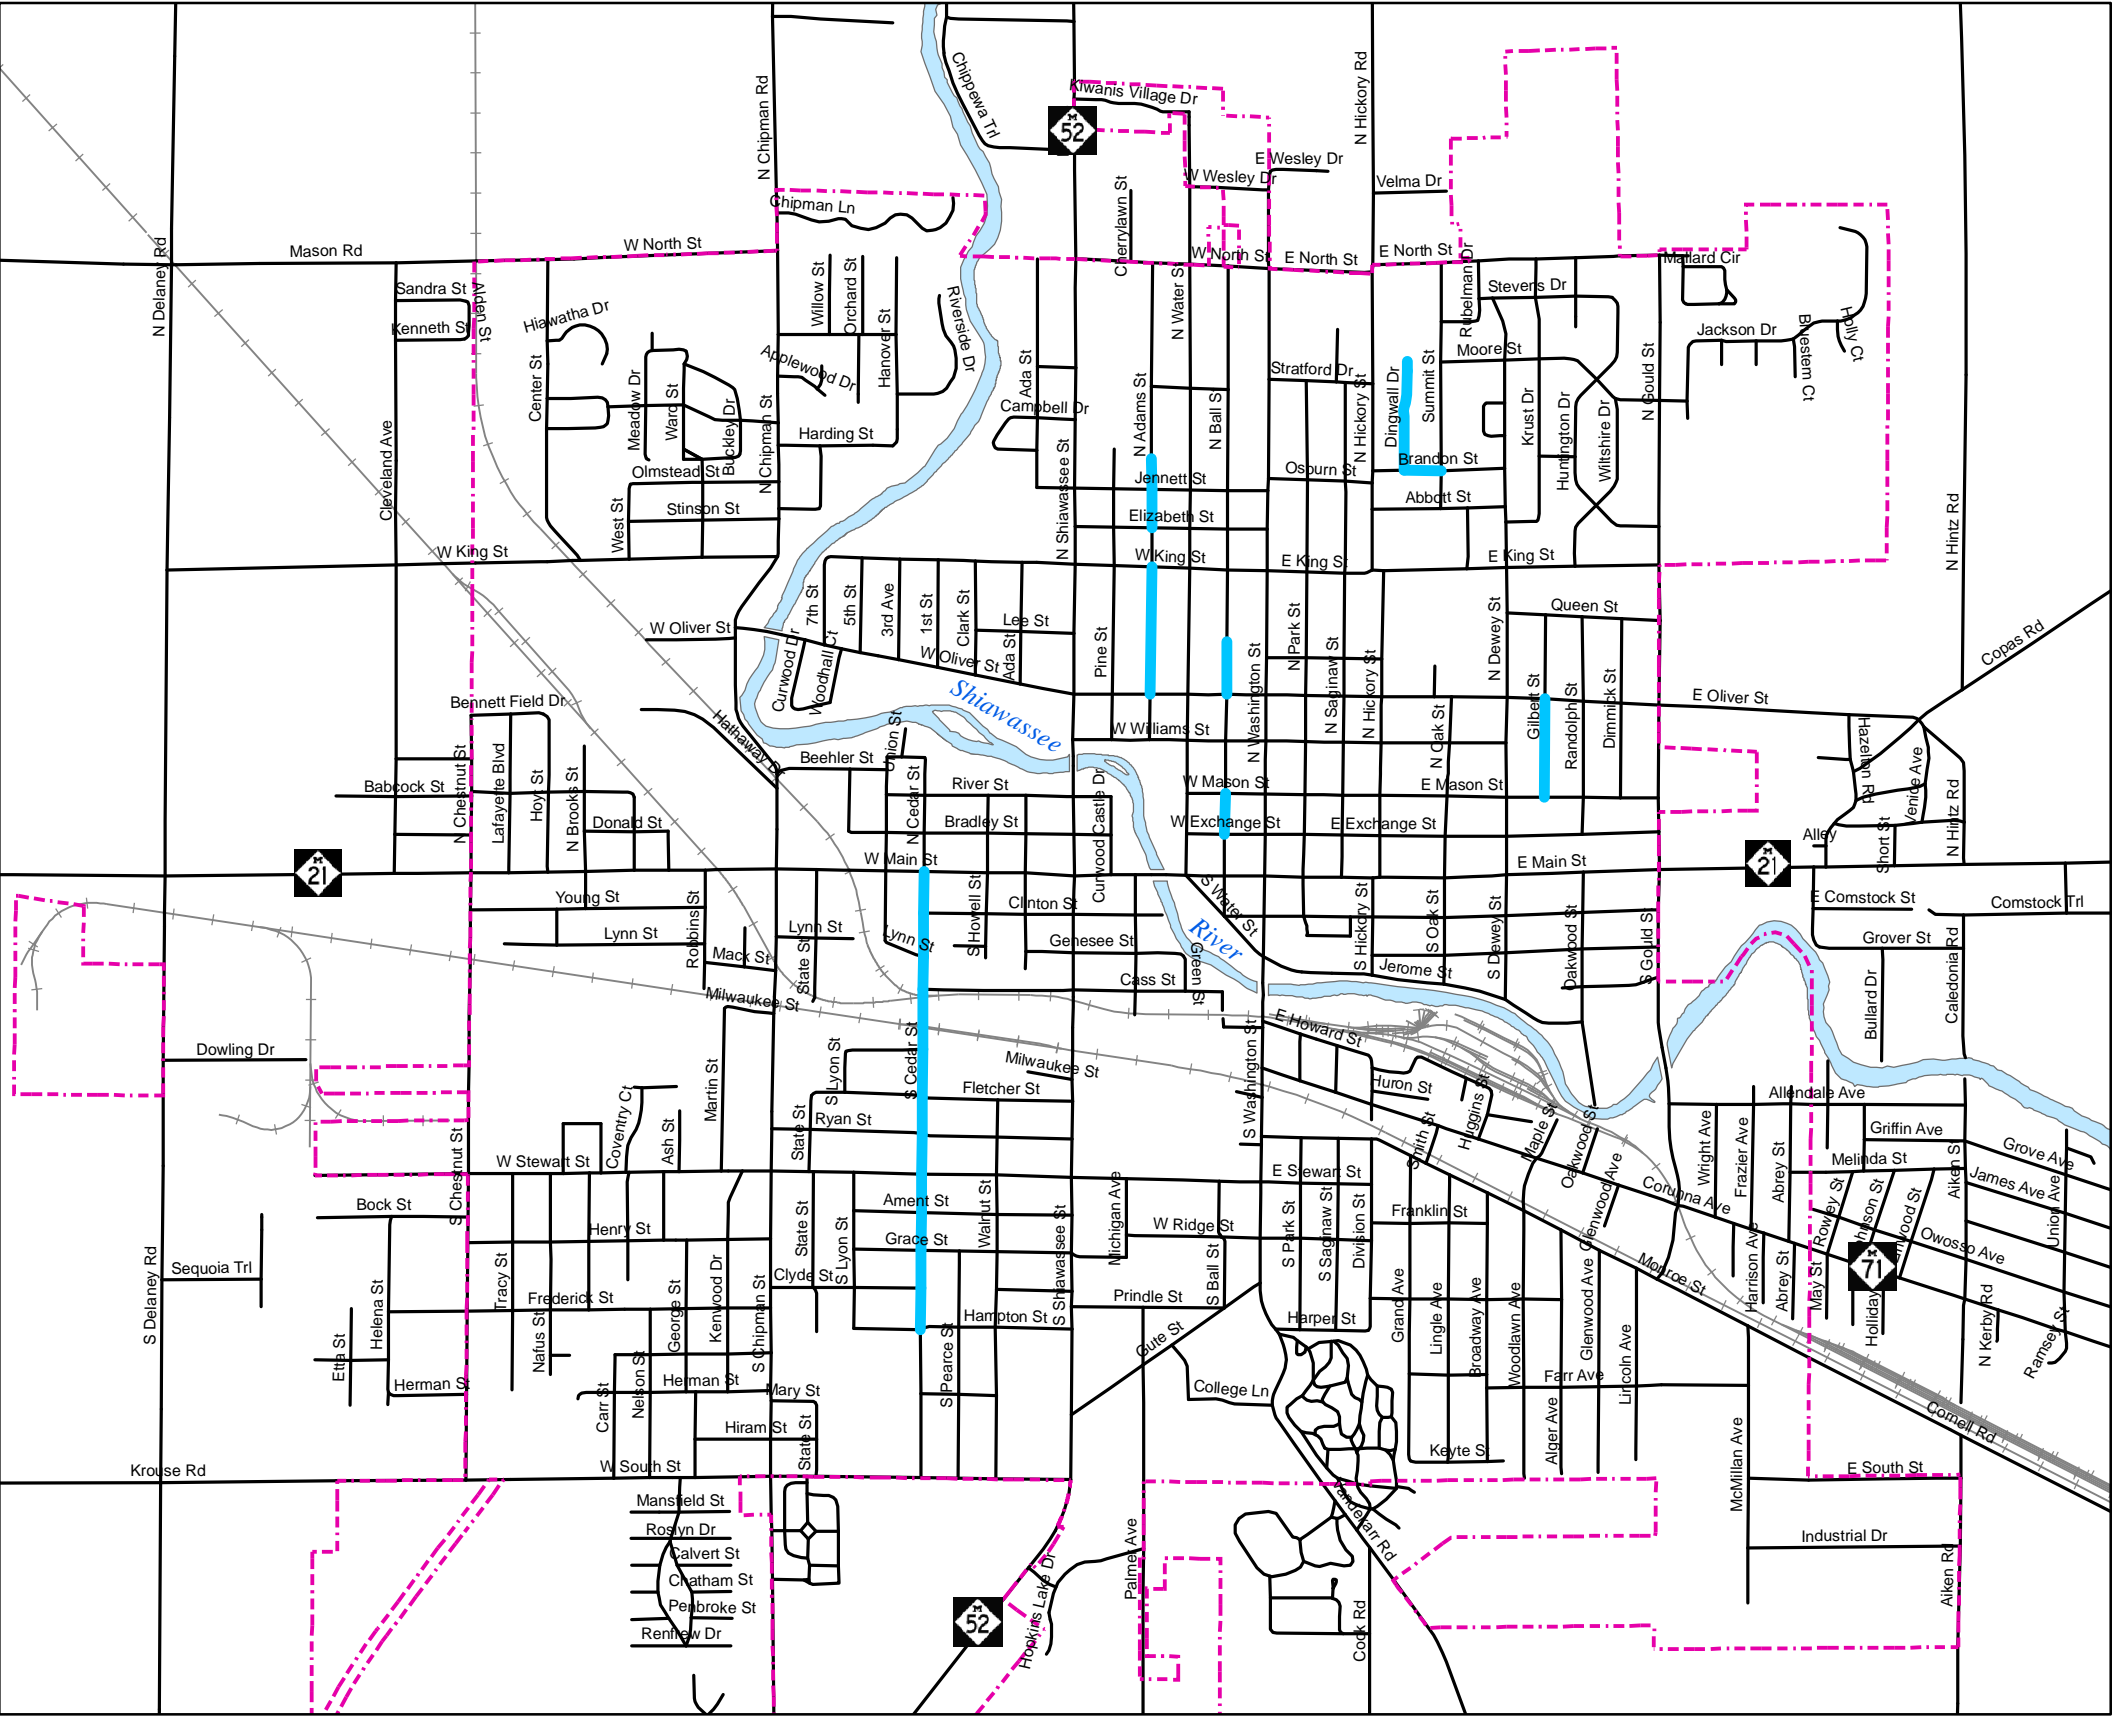 Chippewa Trl
Kiwanis Village Dr
M
52
N Chipman Rd
N Hickory Rd
E Wesley Dr
W Wesley Dr
Velma Dr
Cherrylawn St
Chipman Ln
Mason Rd
W North St
W North St
E North St
E North St
N Delaney Rd
Mallard Cir
Sandra St
Kenneth St
Alden St
Hiawatha Dr
Willow St
Orchard St
Hanover St
Riverside Dr
N Water St
Rubelman Dr
Stevens Dr
Jackson Dr
Bluestem Ct
Holly Ct
Center St
Meadow Dr
Ward St
Buckley Dr
Applewood Dr
N Chipman St
Ada St
Campbell Dr
N Adams St
N Ball St
Stratford Dr
N Hickory St
Dingwall Dr
Summit St
Moore St
Krust Dr
Huntington Dr
Wiltshire Dr
N Gould St
Harding St
Cleveland Ave
Olmstead St
Stinson St
West St
N Shiawassee St
Jennett St
Elizabeth St
Osburn St
Brandon St
Abbott St
N Hintz Rd
W King St
W King St
E King St
E King St
7th St
5th St
3rd Ave
1st St
Clark St
Lee St
Ada St
Pine St
N Park St
N Saginaw St
N Hickory St
N Washington St
N Dewey St
Queen St
Copas Rd
W Oliver St
W Oliver St
Curwood Dr
Woodhall Ct
Shiawassee
Gilbert St
Randolph St
Dimmick St
E Oliver St
Bennett Field Dr
Hathaway Dr
Union St
W Williams St
N Oak St
Hazelton Rd
Venice Ave
N Chestnut St
Lafayette Blvd
Hoyt St
N Brooks St
Babcock St
Donald St
Beehler St
N Cedar St
River St
Bradley St
Curwood Castle Dr
W Mason St
E Mason St
W Exchange St
E Exchange St
Alley
Short St
N Hintz Rd
M
21
W Main St
E Main St
M
21
Young St
Lynn St
Robbins St
Mack St
Lynn St
State St
Lynn St
S Howell St
Clinton St
Genesee St
Cass St
Green St
S Water St
River
S Hickory St
S Oak St
S Dewey St
Oakwood St
S Gould St
Jerome St
E Comstock St
Comstock Trl
Grover St
Bullard Dr
Caledonia Rd
Milwaukee St
Milwaukee St
Dowling Dr
Martin St
S Lyon St
S Cedar St
Fletcher St
S Washington St
E Howard St
Huron St
Huggins St
Smith St
Maple St
Oakwood St
Allendale Ave
Griffin Ave
Grove Ave
Coventry Ct
Ash St
State St
Ryan St
Wright Ave
Frazier Ave
Abrey St
Melinda St
Aiken St
James Ave
Union Ave
S Chestnut St
W Stewart St
E Stewart St
Glenwood Ave
Corunna Ave
Rowley St
Owosso Ave
Bock St
Henry St
State St
S Lyon St
Ament St
Grace St
Walnut St
Michigan Ave
W Ridge St
S Park St
S Saginaw St
Division St
Franklin St
M
71
S Delaney Rd
Sequoia Trl
Tracy St
Clyde St
S Ball St
Monroe St
Harrison Ave
Abrey St
May St
Holliday
Frederick St
George St
Kenwood Dr
S Chipman St
Hampton St
S Shiawassee St
Prindle St
Harper St
Grand Ave
Lingle Ave
Broadway Ave
Woodlawn Ave
Glenwood Ave
Lincoln Ave
N Kerby Rd
Ramsey St
Helena St
Etta St
Nafus St
S Pearce St
Gute St
Herman St
Herman St
Mary St
Carr St
Nelson St
College Ln
Farr Ave
Alger Ave
McMillan Ave
Cornell Rd
Hiram St
State St
Keyte St
Krouse Rd
W South St
E South St
Mansfield St
Roslyn Dr
Calvert St
Chatham St
Penbroke St
Renfrew Dr
Vandekarr Rd
Industrial Dr
Palmer Ave
Hopkins Lake Dr
Cook Rd
Aiken Rd
M
52